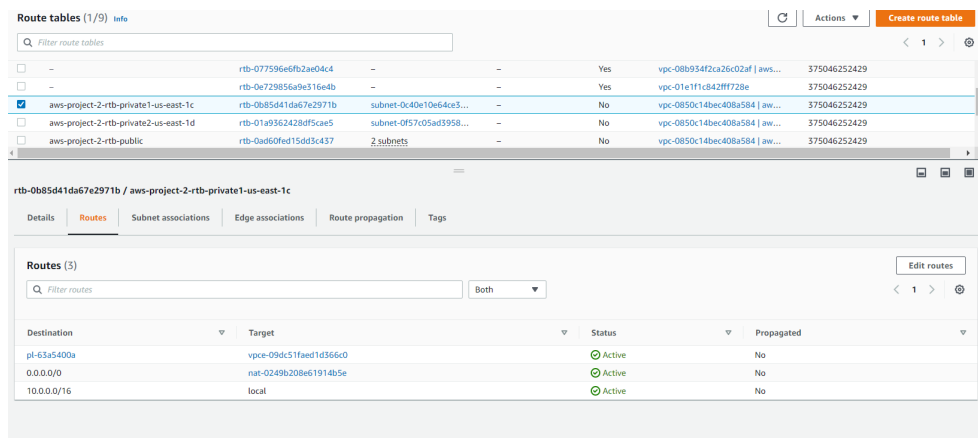 Route tables (1/9) Info
Actions
Create route table
Filter route tables
1
– rtb-077596e6fb2ae04c4 – – Yes vpc-08b934f2ca26c02af | aws... 375046252429
– rtb-0e729856a9e316e4b – – Yes vpc-01e1f1c842fff728e 375046252429
aws-project-2-rtb-private1-us-east-1c rtb-0b85d41da67e2971b subnet-0c40e10e64ce3... – No vpc-0850c14bec408a584 | aw... 375046252429
aws-project-2-rtb-private2-us-east-1d rtb-01a9362428df5cae5 subnet-0f57c05ad3958... – No vpc-0850c14bec408a584 | aw... 375046252429
aws-project-2-rtb-public rtb-0ad60fed15dd3c437 2 subnets – No vpc-0850c14bec408a584 | aw... 375046252429
rtb-0b85d41da67e2971b / aws-project-2-rtb-private1-us-east-1c
Details Routes Subnet associations Edge associations Route propagation Tags
Routes (3)
Edit routes
Filter routes
Both
1
Destination Target Status Propagated
pl-63a5400a vpce-09dc51faed1d366c0 Active No
0.0.0.0/0 nat-0249b208e61914b5e Active No
10.0.0.0/16 local Active No